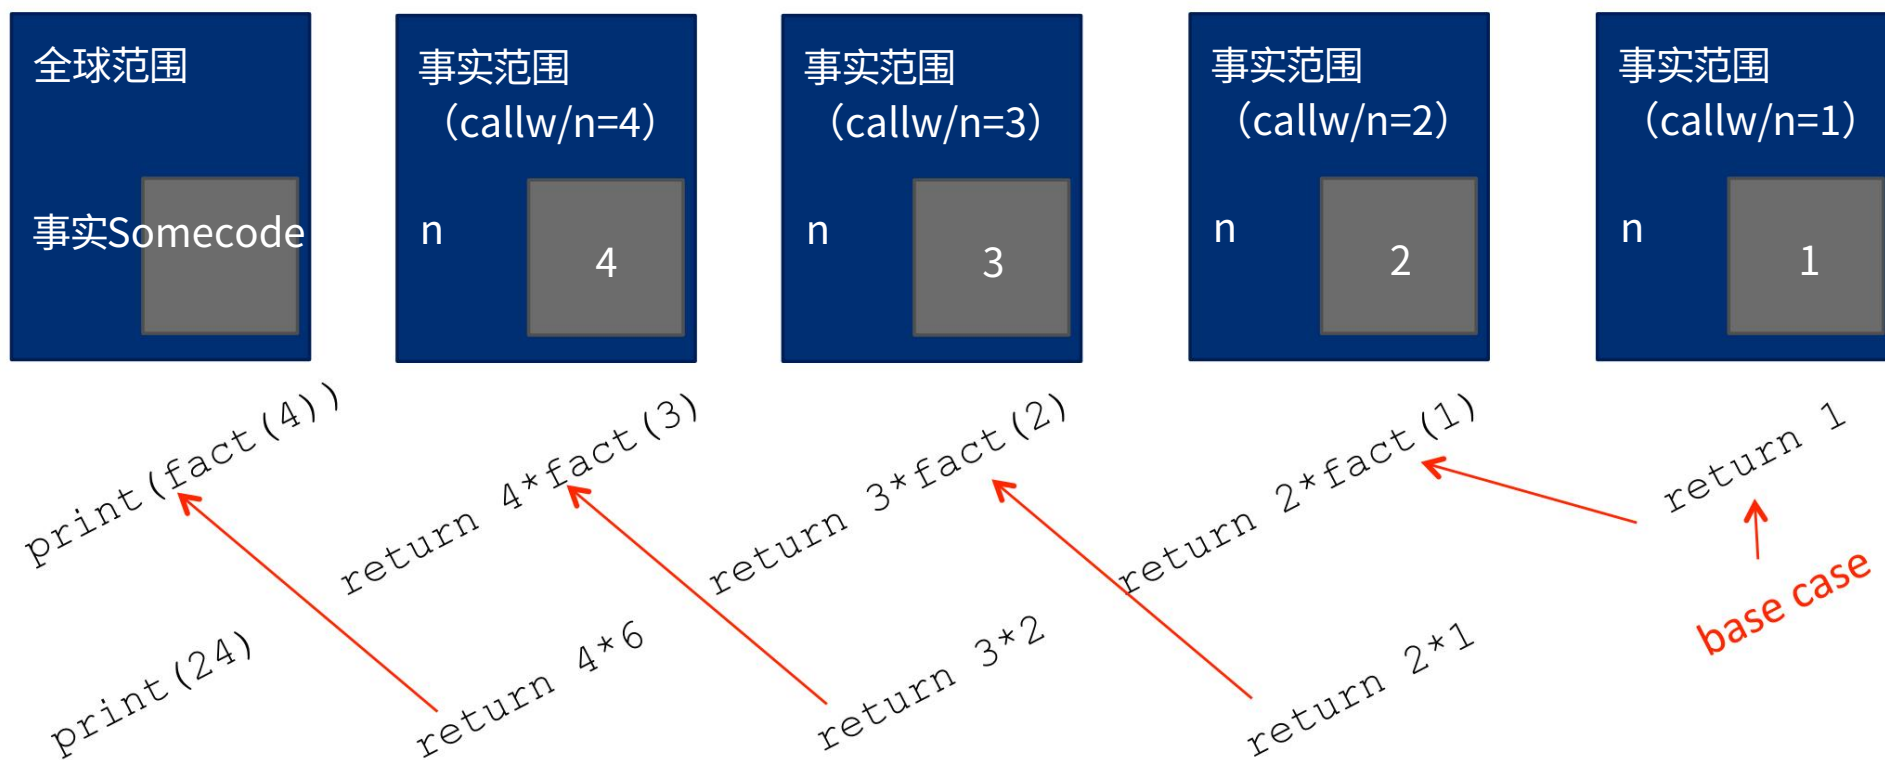 全球范围
事实Somecode
事实范围
（callw/n=4）
n
4
事实范围
（callw/n=3）
n
3
事实范围
（callw/n=2）
n
2
事实范围
（callw/n=1）
n
1
print(fact(4))
return 4*fact(3)
return 3*fact(2)
return 2*fact(1)
return 1
base case
print(24)
return 4*6
return 3*2
return 2*1